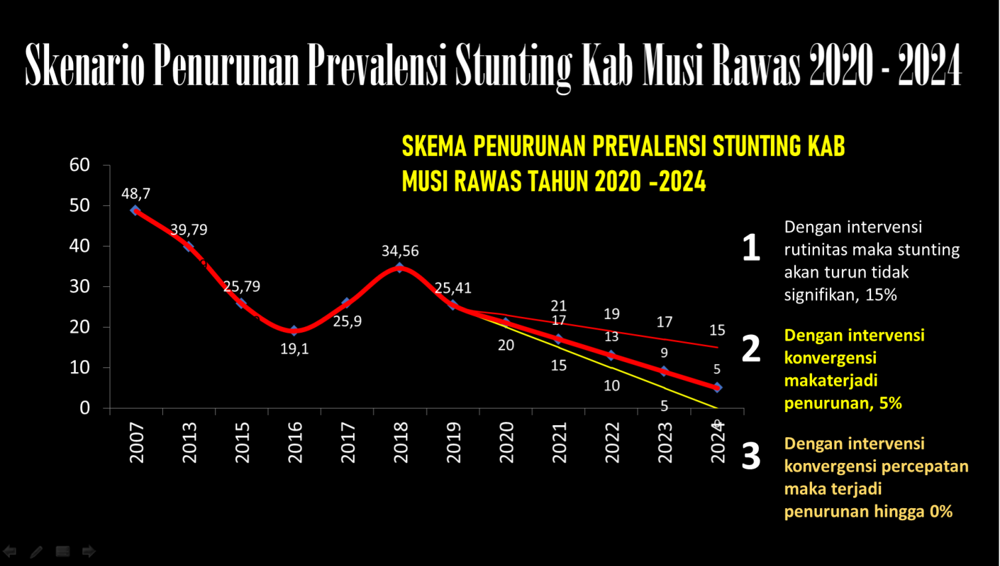 Skenario Penurunan Prevalensi Stunting Kab Musi Rawas 2020 - 2024
SKEMA PENURUNAN PREVALENSI STUNTING KAB
MUSI RAWAS TAHUN 2020 -2024
60
50
40
30
20
10
0
48,7
39,79
25,79
19,1
25,9
34,56
25,41
21
19
17
15
17
13
9
5
20
15
10
5
0
2007
2013
2015
2016
2017
2018
2019
2020
2021
2022
2023
2024
1
Dengan intervensi
rutinitas maka stunting
akan turun tidak
signifikan, 15%
2
Dengan intervensi
konvergensi
makaterjadi
penurunan, 5%
3
Dengan intervensi
konvergensi percepatan
maka terjadi
penurunan hingga 0%